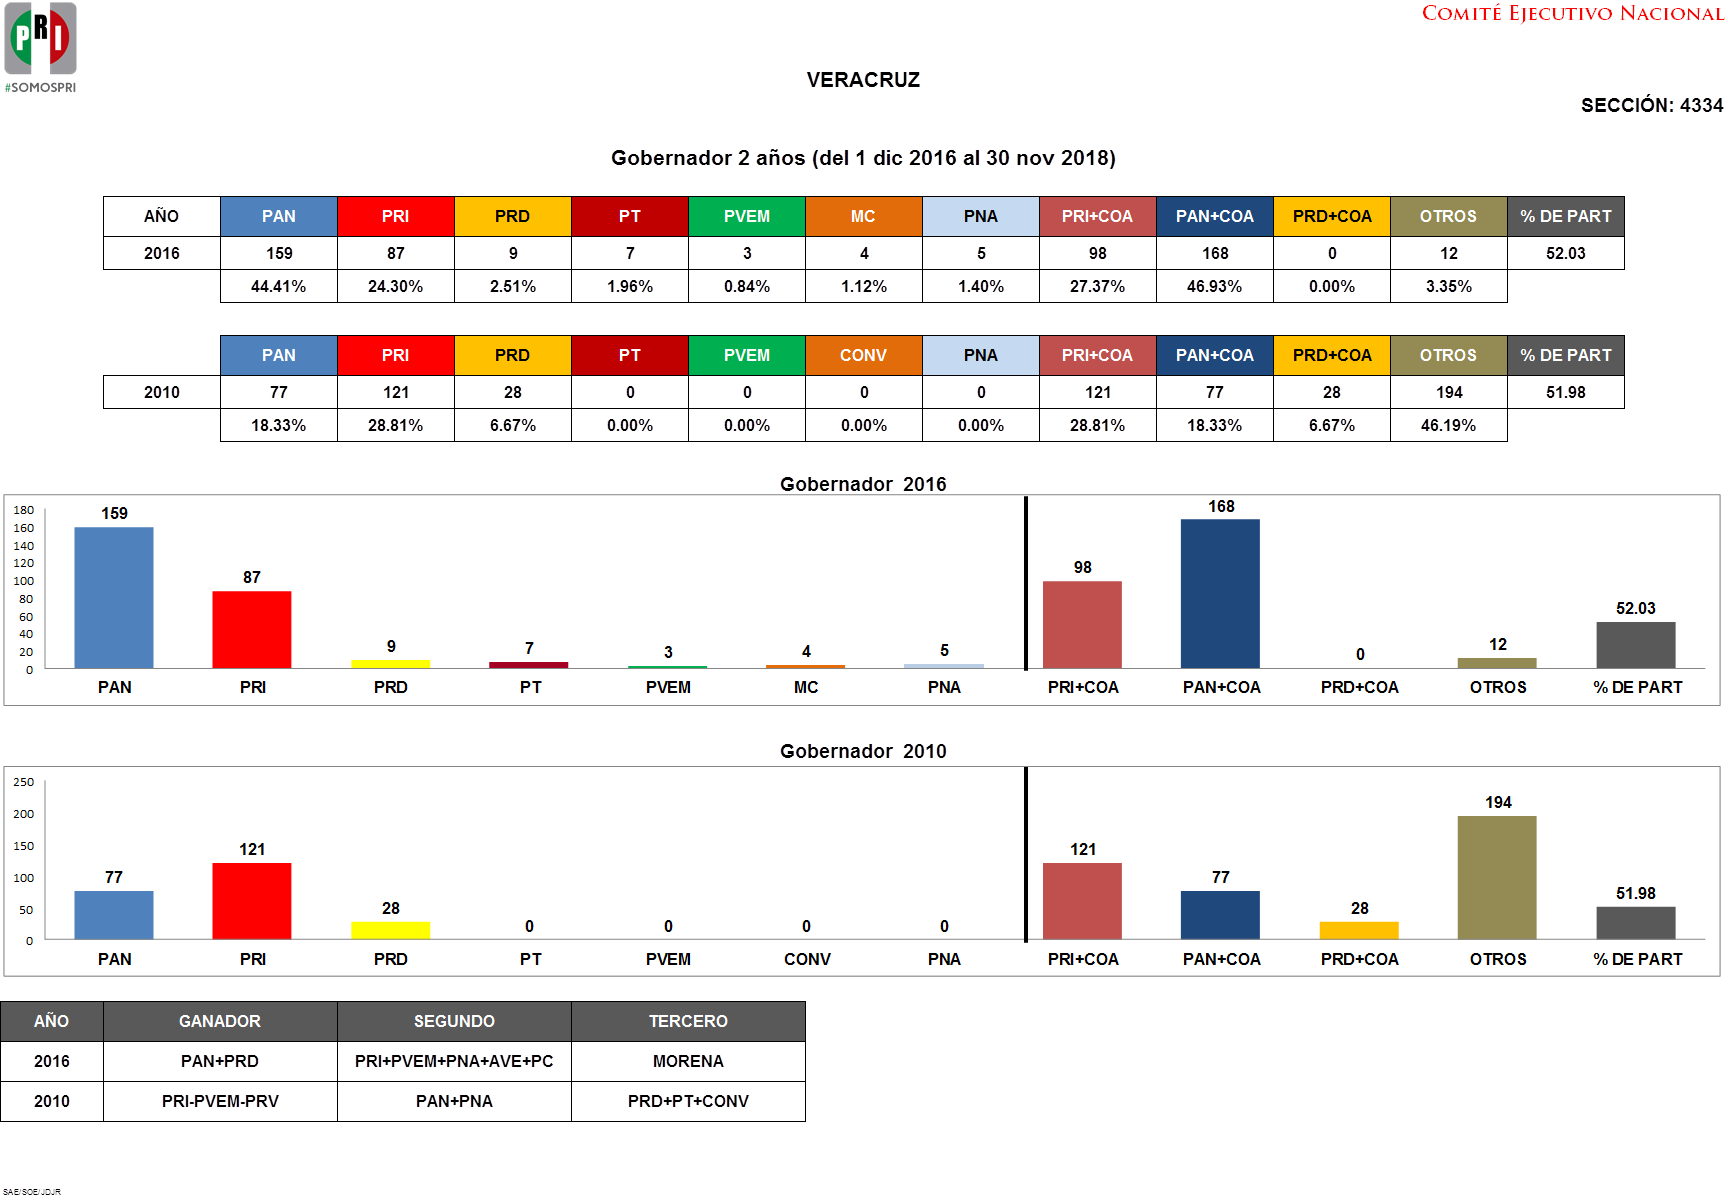 PRI
#SOMOSPRI
COMITÉ EJECUTIVO NACIONAL
VERACRUZ
SECCIÓN: 4334
Gobernador 2 años (del 1 dic 2016 al 30 nov 2018)
AÑO PAN PRI PRD PT PVEM MC PNA PRI+COA PAN+COA PRD+COA OTROS % DE PART
2016 159 87 9 7 3 4 5 98 168 0 12 52.03
44.41% 24.30% 2.51% 1.96% 0.84% 1.12% 1.40% 27.37% 46.93% 0.00% 3.35%
PAN PRI PRD PT PVEM CONV PNA PRI+COA PAN+COA PRD+COA OTROS % DE PART
2010 77 121 28 0 0 0 0 121 77 28 194 51.98
18.33% 28.81% 6.67% 0.00% 0.00% 0.00% 0.00% 28.81% 18.33% 6.67% 46.19%
Gobernador 2016
180
160
140
120
100
80
60
40
20
0
159 87 9 7 3 4 5 98 168 0 12 52.03
PAN PRI PRD PT PVEM MC PNA PRI+COA PAN+COA PRD+COA OTROS % DE PART
Gobernador 2010
250
200
150
100
50
0
77 121 28 0 0 0 0 121 77 28 194 51.98
PAN PRI PRD PT PVEM CONV PNA PRI+COA PAN+COA PRD+COA OTROS % DE PART
AÑO GANADOR SEGUNDO TERCERO
2016 PAN+PRD PRI+PVEM+PNA+AVE+PC MORENA
2010 PRI-PVEM-PRV PAN+PNA PRD+PT+CONV
SAE/SOE/JDJR